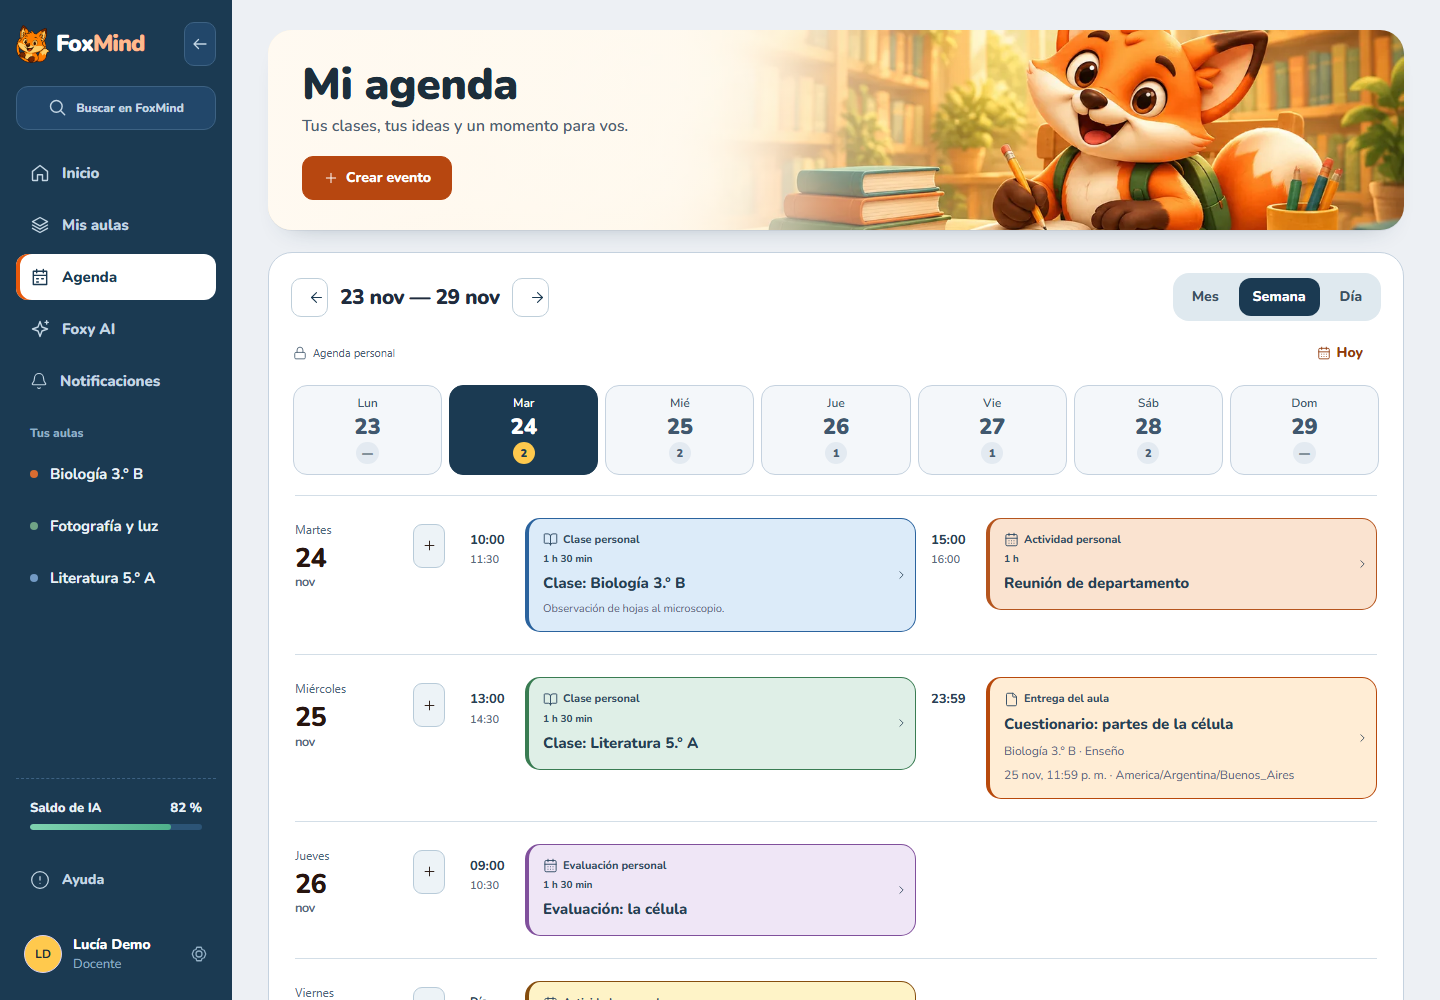 FoxMind
Buscar en FoxMind
Inicio
Mis aulas
Agenda
Foxy AI
Notificaciones
Tus aulas
Biología 3.° B
Fotografía y luz
Literatura 5.° A
Saldo de IA 82 %
Ayuda
LD
Lucía Demo
Docente
Mi agenda
Tus clases, tus ideas y un momento para vos.
+ Crear evento
23 nov — 29 nov
Mes Semana Día
Agenda personal
Hoy
Lun
23
—
Mar
24
2
Mié
25
2
Jue
26
1
Vie
27
1
Sáb
28
2
Dom
29
—
Martes
24
nov
+
10:00
11:30
Clase personal
1 h 30 min
Clase: Biología 3.° B
Observación de hojas al microscopio.
15:00
16:00
Actividad personal
1 h
Reunión de departamento
Miércoles
25
nov
+
13:00
14:30
Clase personal
1 h 30 min
Clase: Literatura 5.° A
23:59
Entrega del aula
Cuestionario: partes de la célula
Biología 3.° B · Enseño
25 nov, 11:59 p. m. · America/Argentina/Buenos_Aires
Jueves
26
nov
+
09:00
10:30
Evaluación personal
1 h 30 min
Evaluación: la célula
Viernes